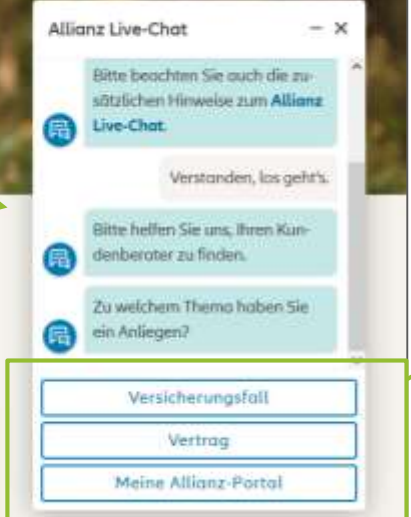 Allianz Live-Chat
Bitte beachten Sie auch die zu-
sätzlichen Hinweise zum Allianz
Live-Chat.
Verstanden, los geht's.
Bitte helfen Sie uns, Ihren Kun-
denberater zu finden.
Zu welchem Thema haben Sie
ein Anliegen?
Versicherungsfall
Vertrag
Meine Allianz-Portal